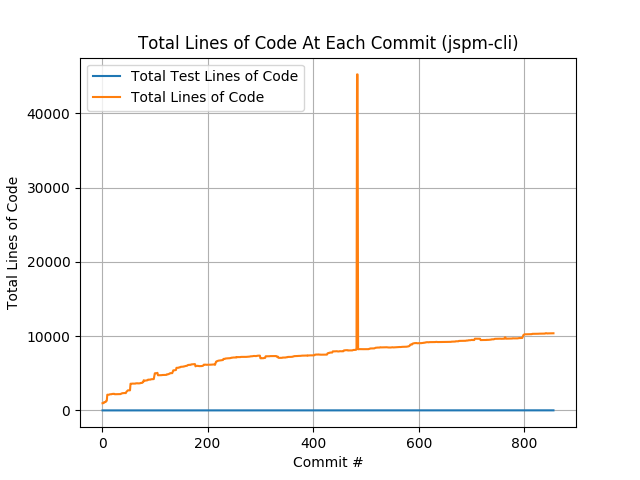 Total Lines of Code At Each Commit (jspm-cli)
Total Test Lines of Code
Total Lines of Code
40000
30000
20000
10000
0
Total Lines of Code
0 200 400 600 800
Commit #